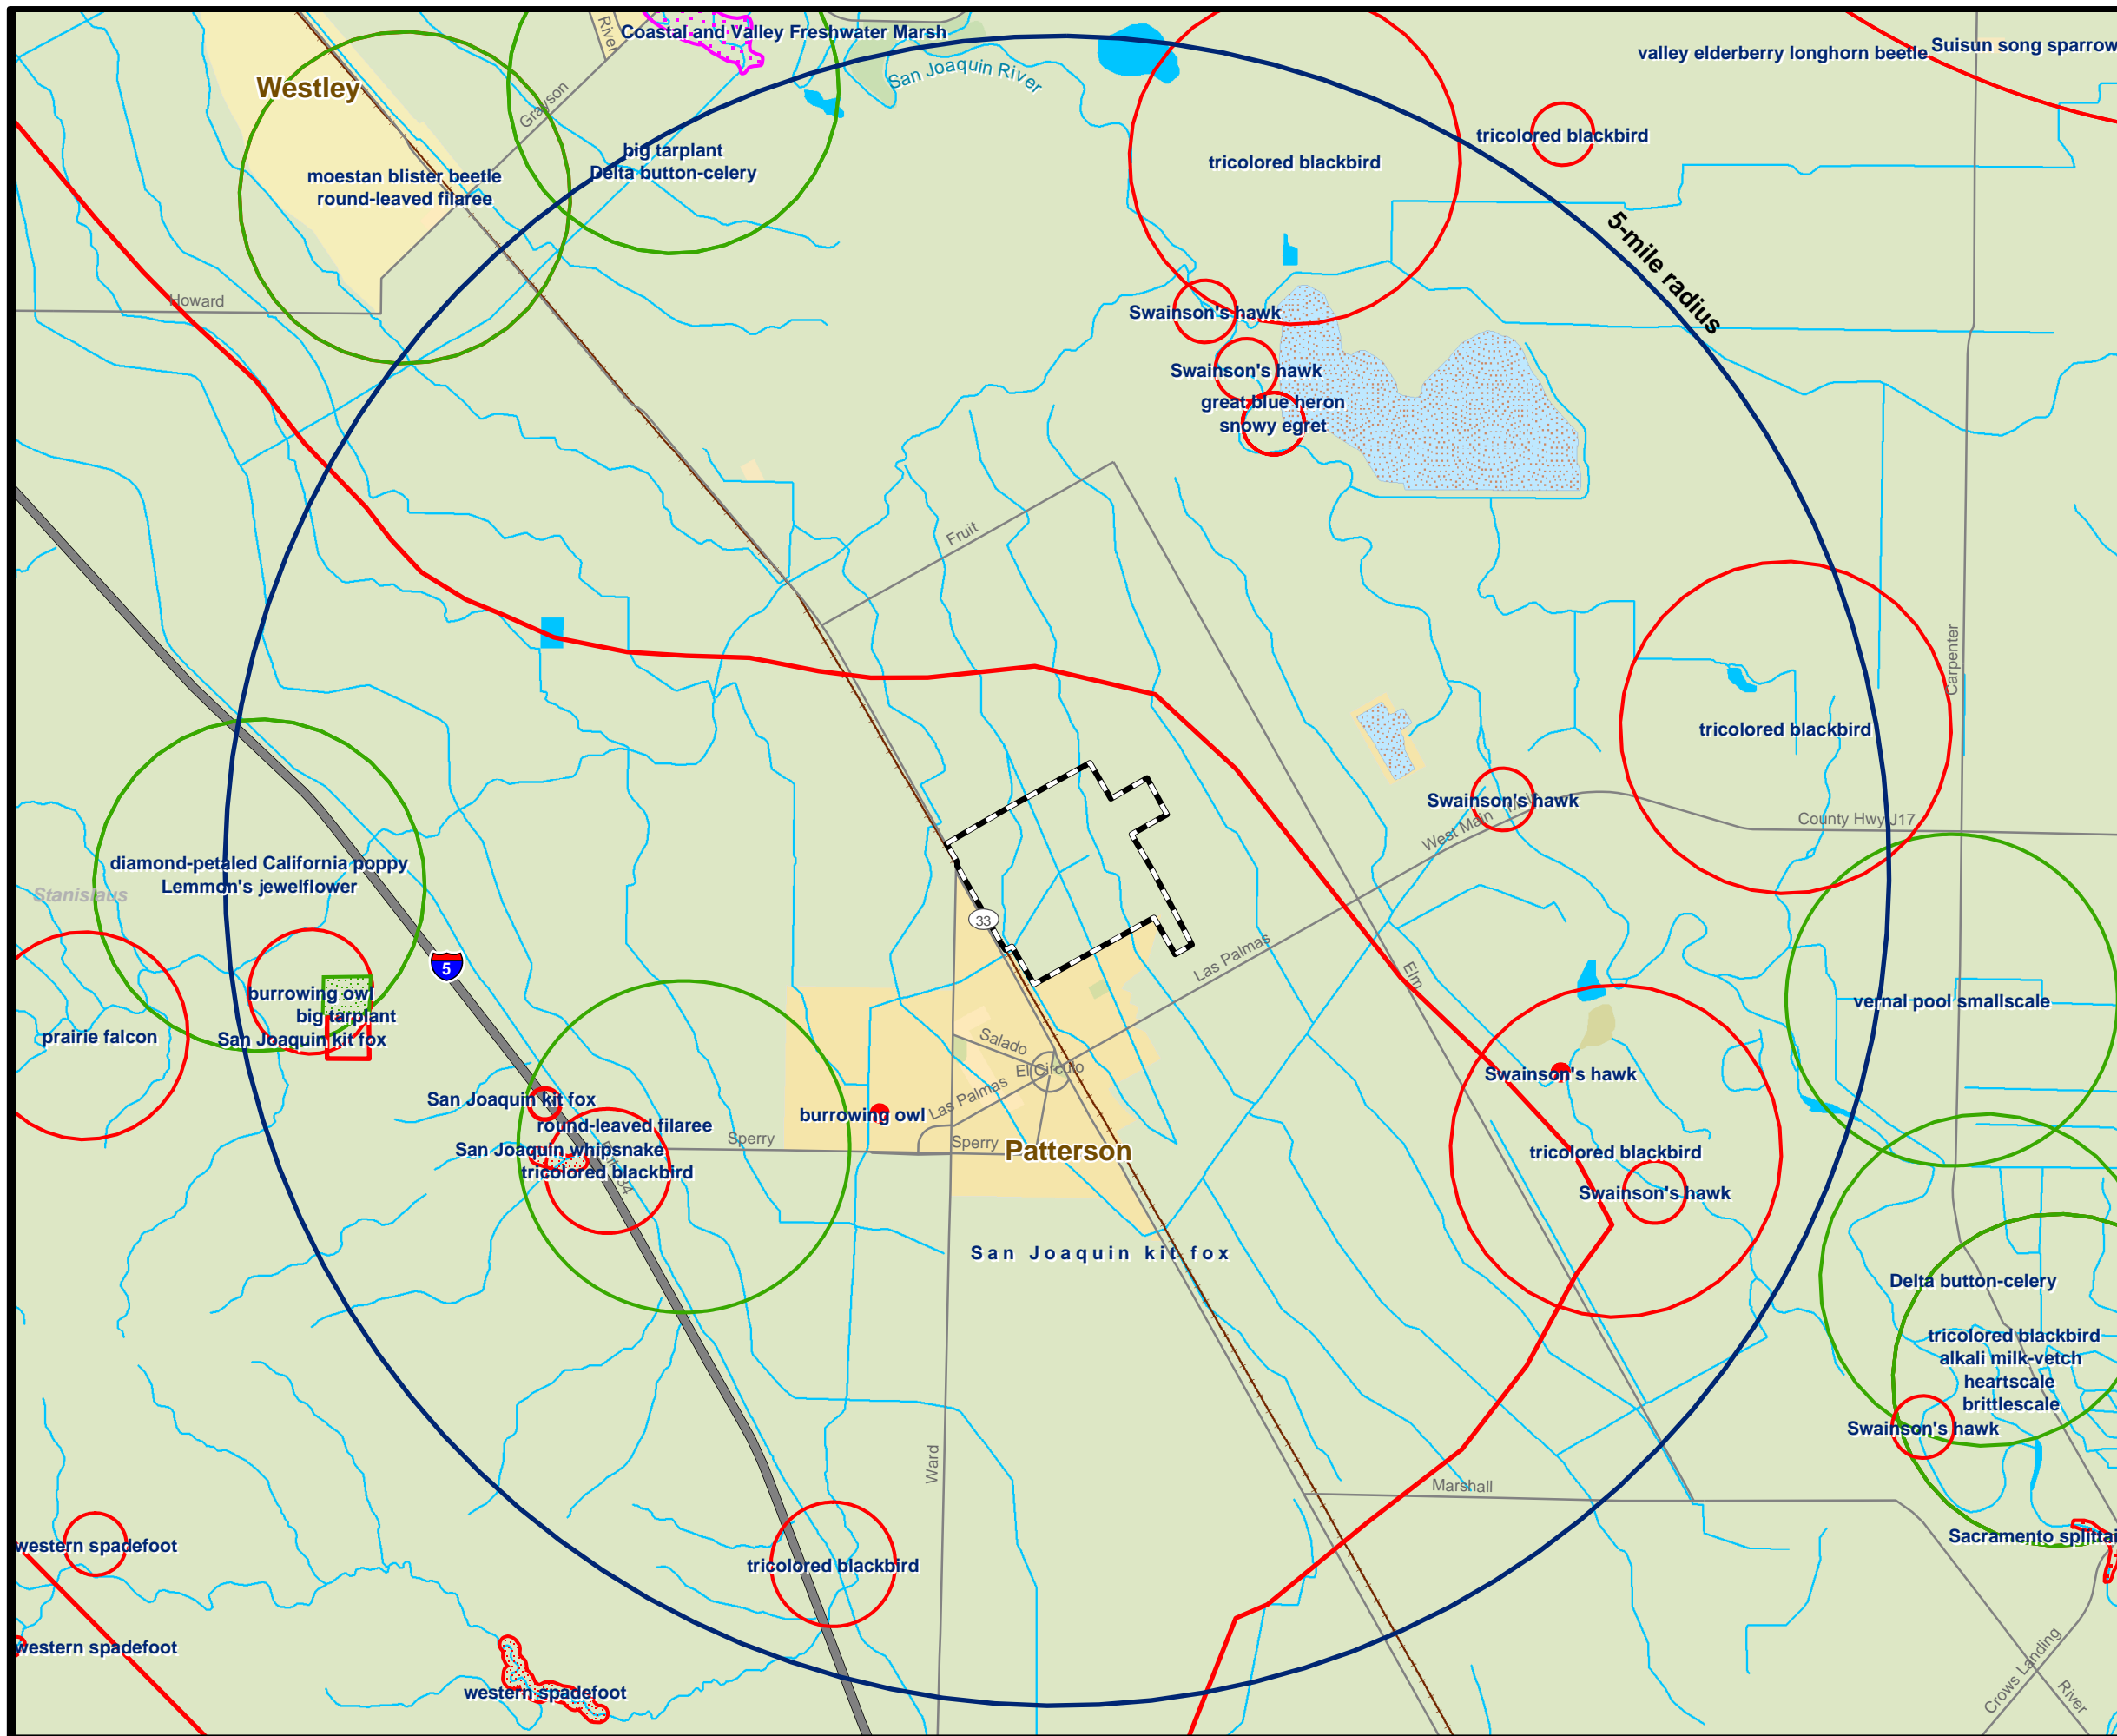 Coastal and Valley Freshwater Marsh
River
valley elderberry longhorn beetle
Suisun song sparrow
San Joaquin River
Westley
Grayson
tricolored blackbird
big tarplant
Delta button-celery
tricolored blackbird
moestan blister beetle
round-leaved filaree
5-mile radius
Howard
Swainson's hawk
Swainson's hawk
great blue heron
snowy egret
Fruit
Carpenter
tricolored blackbird
Swainson's hawk
West Main
County Hwy J17
diamond-petaled California poppy
Lemmon's jewelflower
Stanislaus
33
Las Palmas
5
Elm
burrowing owl
big tarplant
San Joaquin kit fox
prairie falcon
vernal pool smallscale
Salado
El Circulo
Swainson's hawk
San Joaquin kit fox
burrowing owl
Las Palmas
round-leaved filaree
San Joaquin whipsnake
tricolored blackbird
Sperry
Sperry
Patterson
tricolored blackbird
Swainson's hawk
San Joaquin kit fox
Delta button-celery
tricolored blackbird
alkali milk-vetch
heartscale
brittlescale
Swainson's hawk
Ward
Marshall
western spadefoot
tricolored blackbird
Sacramento splittai
western spadefoot
western spadefoot
Crows Landing
River